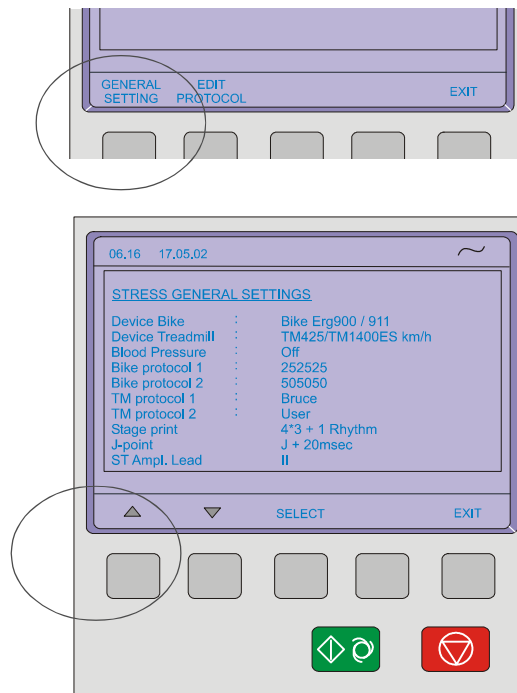 GENERAL EDIT
SETTING PROTOCOL EXIT
06.16 17.05.02
STRESS GENERAL SETTINGS
Device Bike : Bike Erg900 / 911
Device Treadmill : TM425/TM1400ES km/h
Blood Pressure : Off
Bike protocol 1 : 252525
Bike protocol 2 : 505050
TM protocol 1 : Bruce
TM protocol 2 : User
Stage print 4*3 + 1 Rhythm
J-point J + 20msec
ST Ampl. Lead II
SELECT EXIT